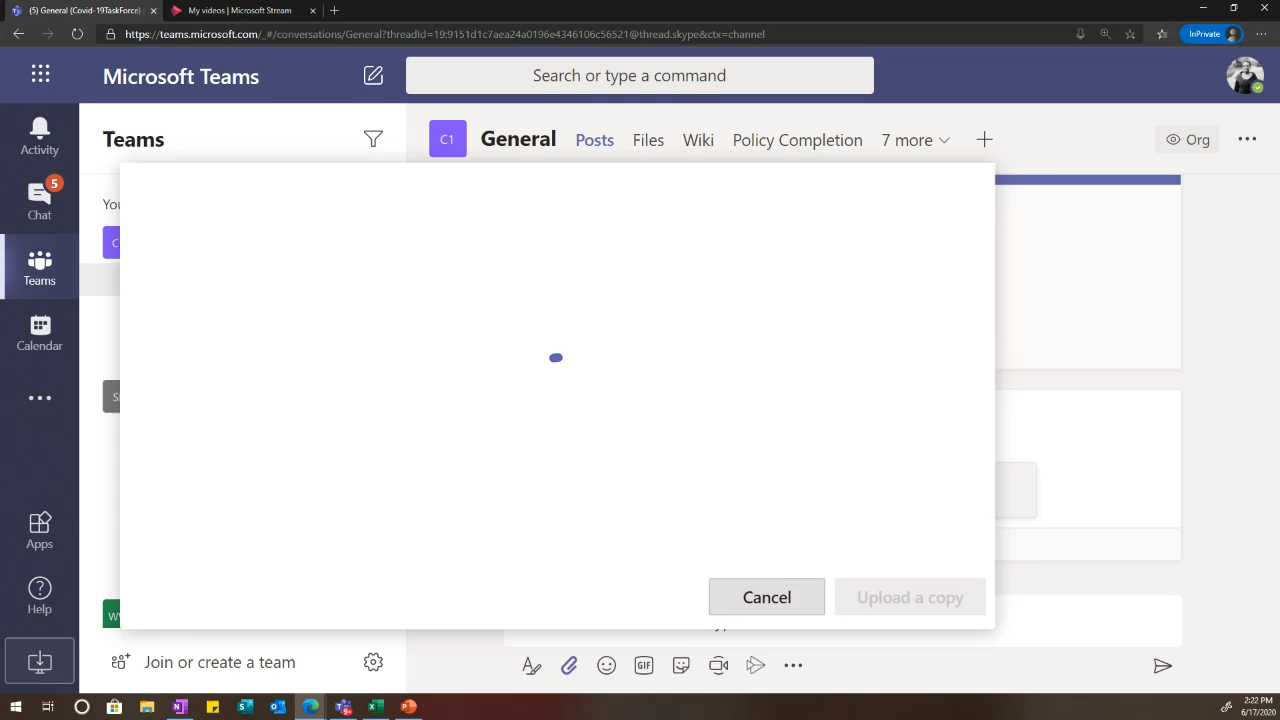 (5) General (Covid-19TaskForce)
My videos | Microsoft Stream
https://teams.microsoft.com/_#/conversations/General?threadId=19:9151d1c7aea24a0196e4346106c56521@thread.skype&ctx=channel
InPrivate
Microsoft Teams
Search or type a command
Activity
5
Chat
Teams
Calendar
Apps
Help
Teams
C1
General
Posts
Files
Wiki
Policy Completion
7 more
Org
You
C
S
W
Cancel
Upload a copy
Join or create a team
GIF
2:22 PM
6/17/2020